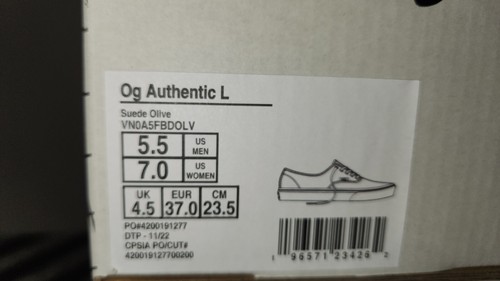 Og Authentic L
Suede Olive
VN0A5FBDOLV
5.5 US MEN
7.0 US WOMEN
UK EUR CM
4.5 37.0 23.5
PO#4200191277
DTP - 11/22
CPSIA PO/CUT#
420019127700200
1 96571 23426 2